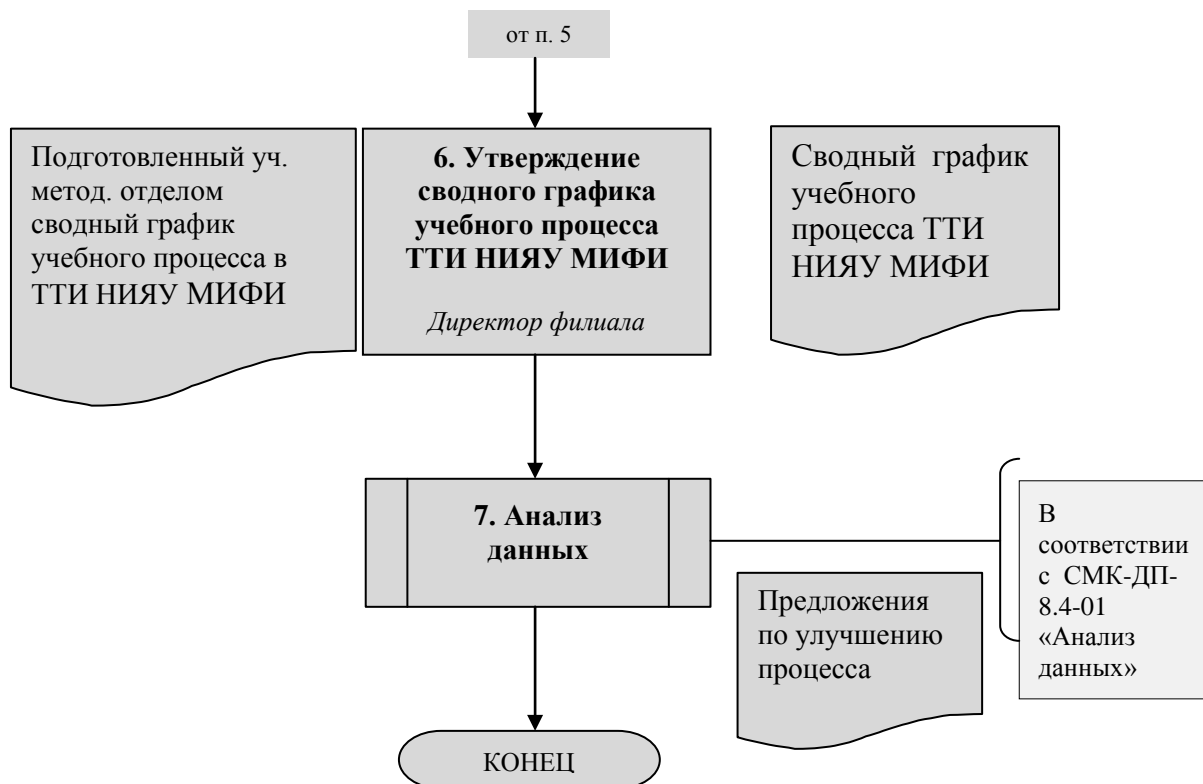 от п. 5
Подготовленный уч.
метод. отделом
сводный график
учебного процесса в
ТТИ НИЯУ МИФИ
6. Утверждение
сводного графика
учебного процесса
ТТИ НИЯУ МИФИ
Директор филиала
Сводный график
учебного
процесса ТТИ
НИЯУ МИФИ
7. Анализ
данных
Предложения
по улучшению
процесса
В
соответствии
с СМК-ДП-
8.4-01
«Анализ
данных»
КОНЕЦ